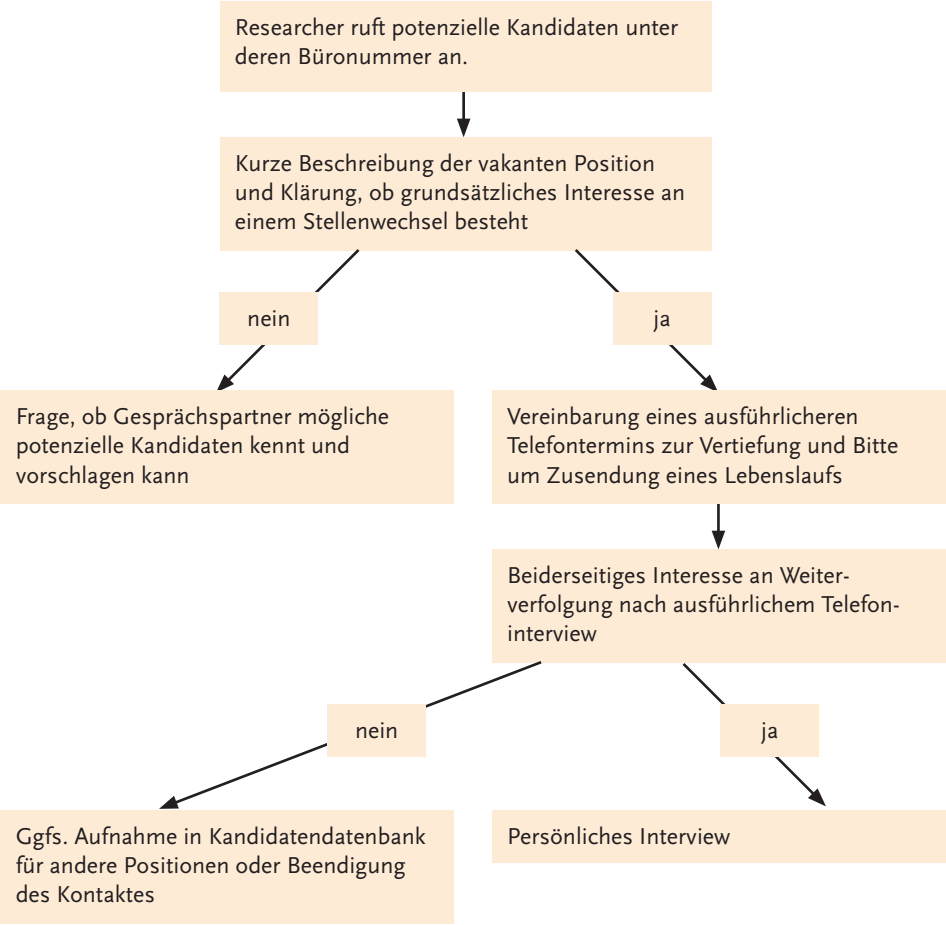 Researcher ruft potenzielle Kandidaten unter
deren Büronummer an.
Kurze Beschreibung der vakanten Position
und Klärung, ob grundsätzliches Interesse an
einem Stellenwechsel besteht
nein
ja
Frage, ob Gesprächspartner mögliche
potenzielle Kandidaten kennt und
vorschlagen kann
Vereinbarung eines ausführlicheren
Telefontermins zur Vertiefung und Bitte
um Zusendung eines Lebenslaufs
Beiderseitiges Interesse an Weiter-
verfolgung nach ausführlichem Telefon-
interview
nein
ja
Ggfs. Aufnahme in Kandidatendatenbank
für andere Positionen oder Beendigung
des Kontaktes
Persönliches Interview